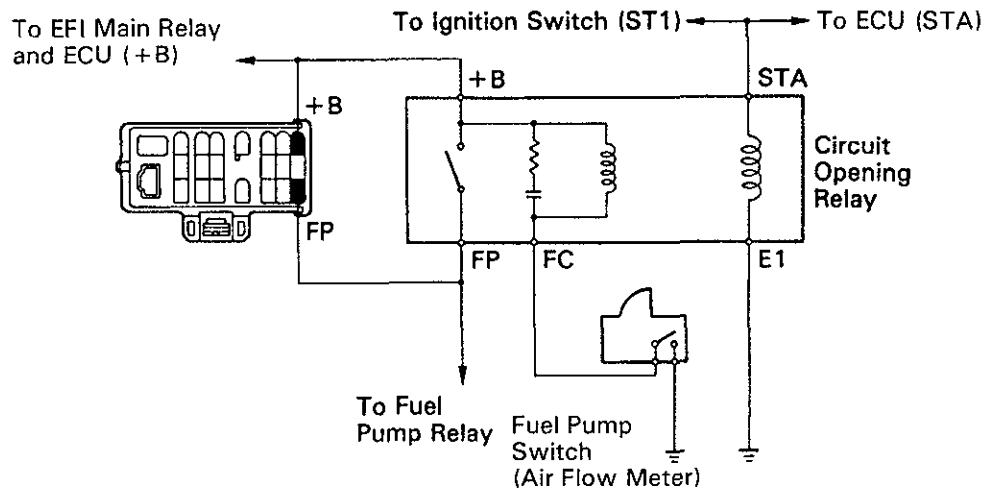 To EFI Main Relay
and ECU (+B)
To Ignition Switch (ST1)
To ECU (STA)
+B
+B
STA
Circuit
Opening
Relay
FP
FP
FC
E1
To Fuel
Pump Relay
Fuel Pump
Switch
(Air Flow Meter)